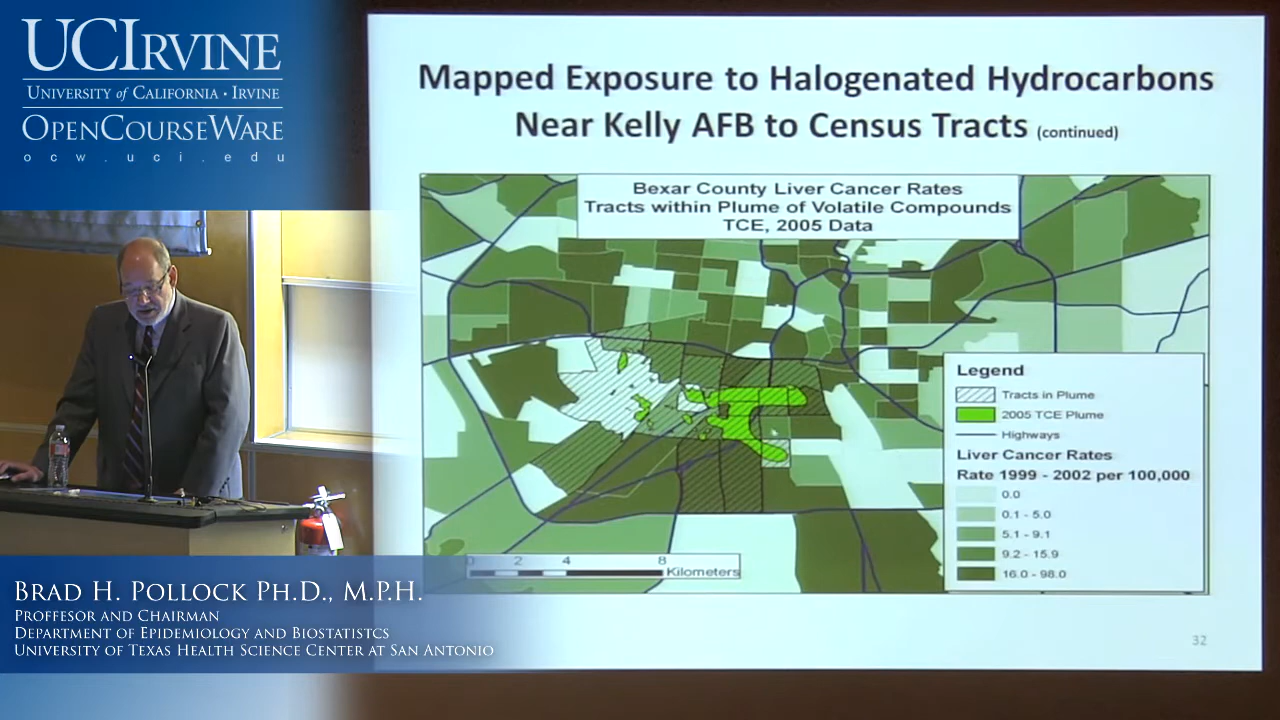 UCIRVINE
UNIVERSITY of CALIFORNIA · IRVINE
OPENCOURSEWARE
ocw.uci.edu
Mapped Exposure to Halogenated Hydrocarbons
Near Kelly AFB to Census Tracts (continued)
Bexar County Liver Cancer Rates
Tracts within Plume of Volatile Compounds
TCE, 2005 Data
Legend
Tracts in Plume
2005 TCE Plume
Highways
Liver Cancer Rates
Rate 1999 - 2002 per 100,000
0.0
0.1 - 5.0
5.1 - 9.1
9.2 - 15.9
16.0 - 98.0
0 2 4 8
Kilometers
32
BRAD H. POLLOCK PH.D., M.P.H.
PROFFESOR AND CHAIRMAN
DEPARTMENT OF EPIDEMIOLOGY AND BIOSTATISTCS
UNIVERSITY OF TEXAS HEALTH SCIENCE CENTER AT SAN ANTONIO